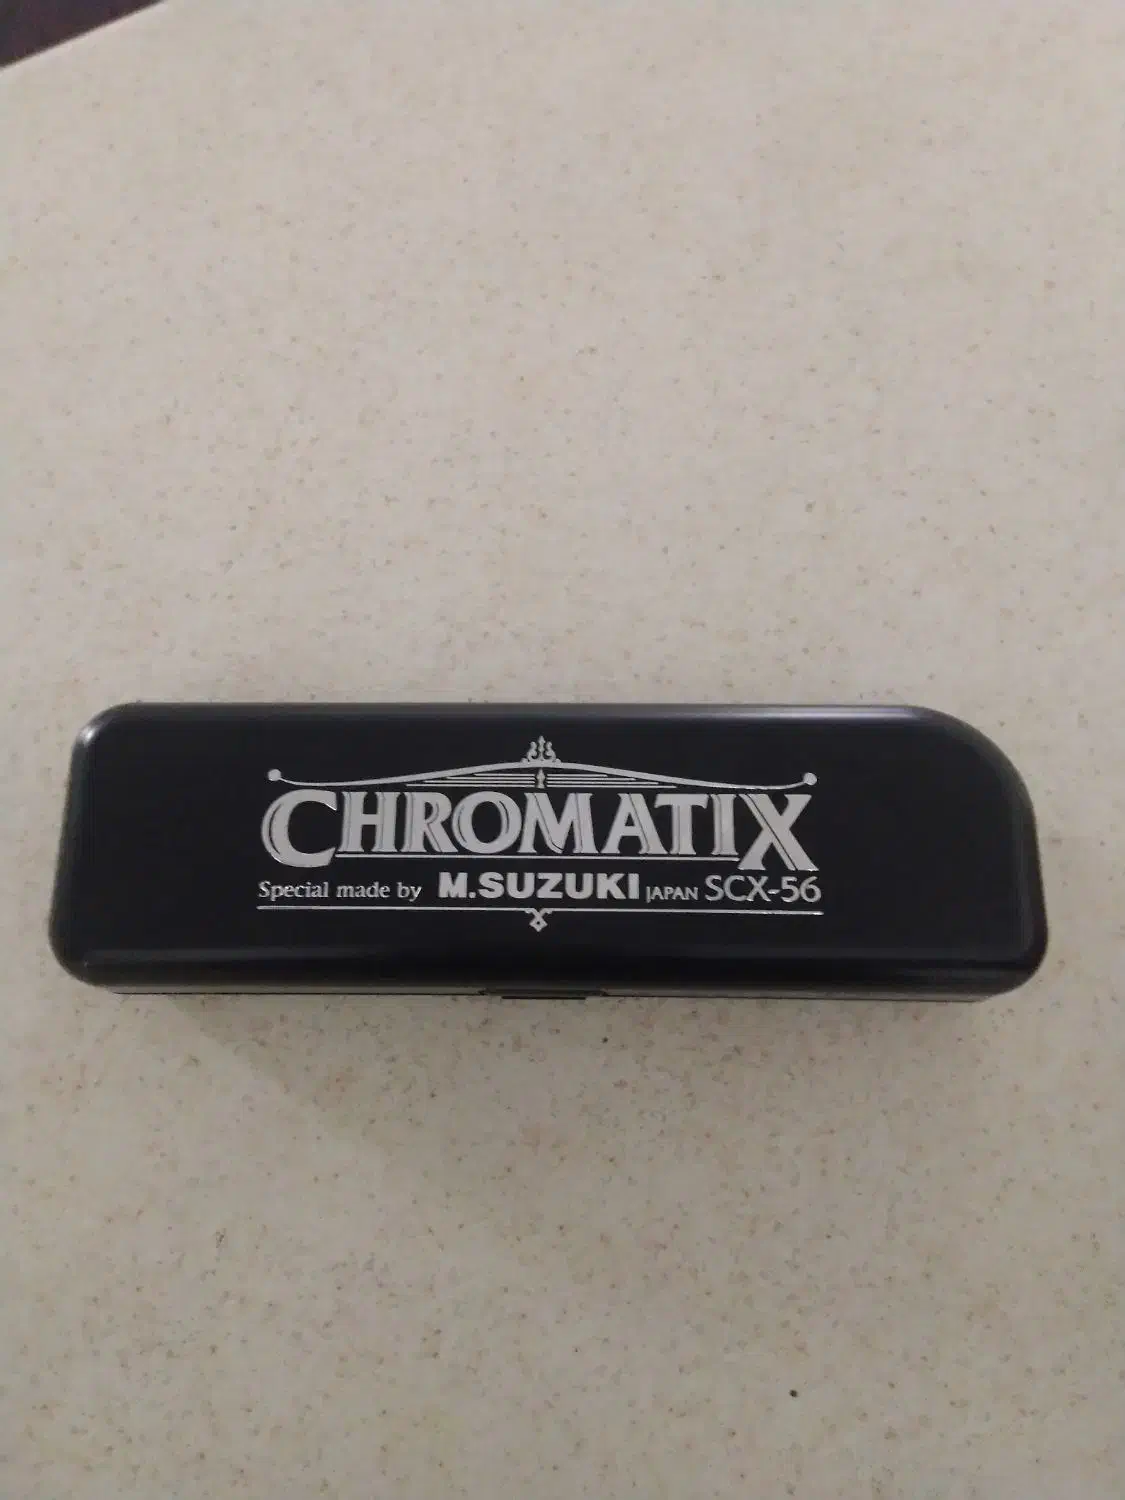 CHROMATIX
Special made by M.SUZUKI JAPAN SCX-56